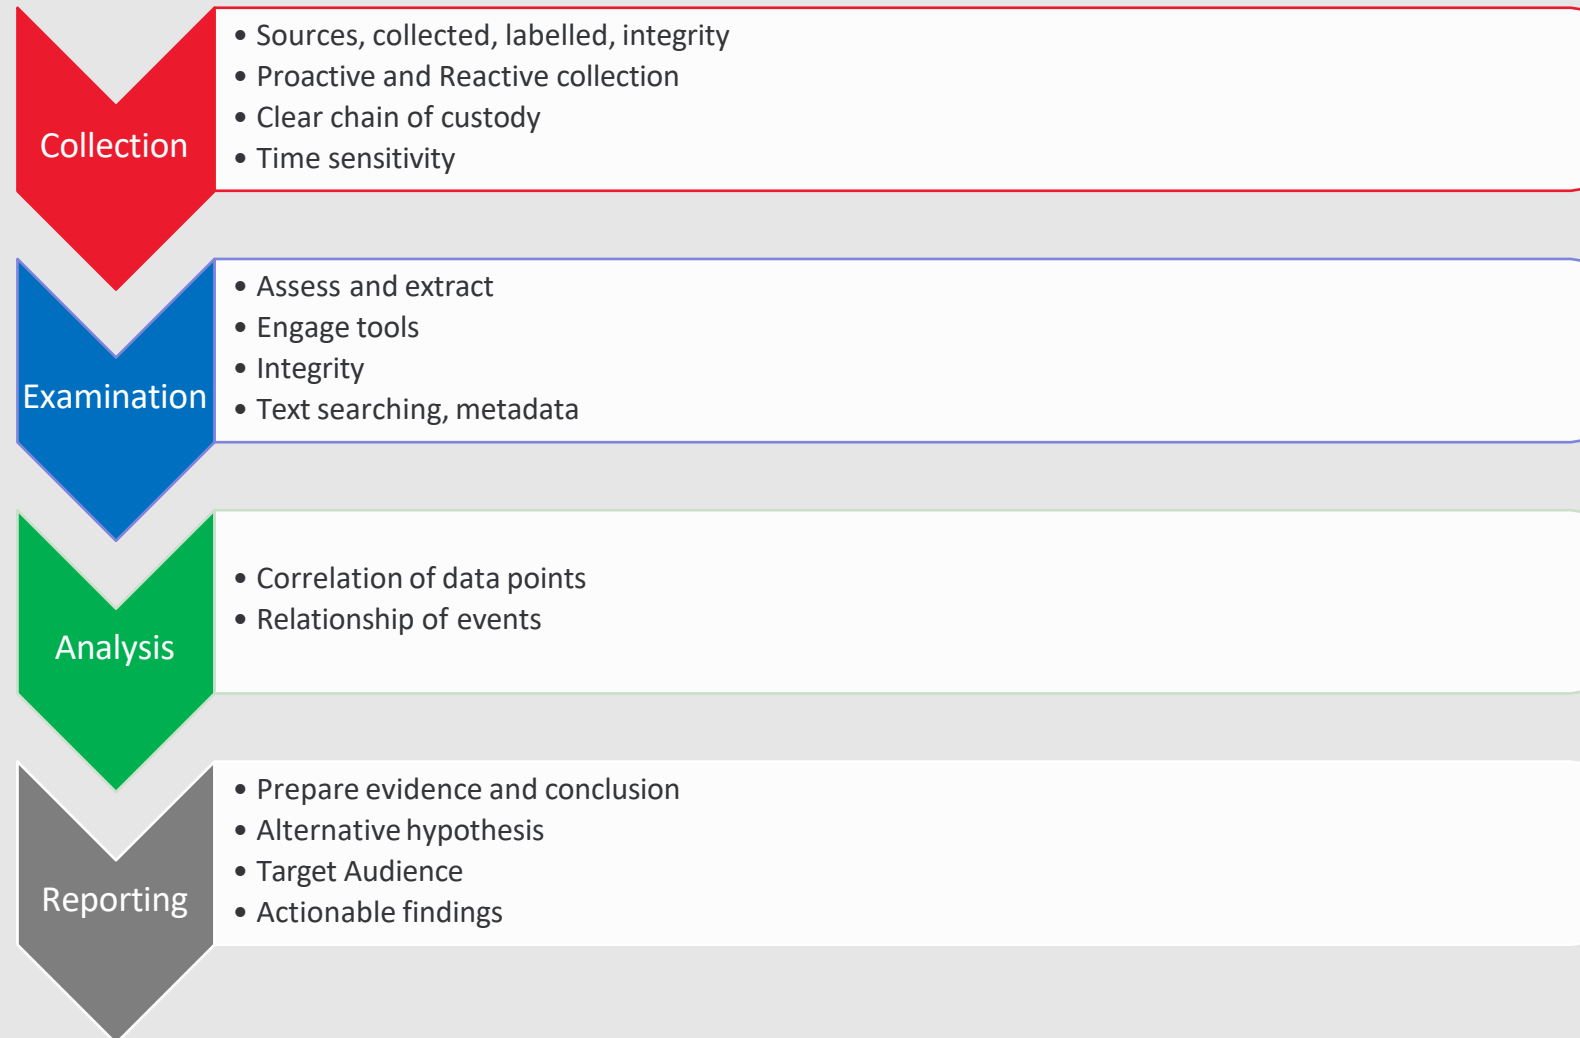 Collection
• Sources, collected, labelled, integrity
• Proactive and Reactive collection
• Clear chain of custody
• Time sensitivity
Examination
• Assess and extract
• Engage tools
• Integrity
• Text searching, metadata
Analysis
• Correlation of data points
• Relationship of events
Reporting
• Prepare evidence and conclusion
• Alternative hypothesis
• Target Audience
• Actionable findings